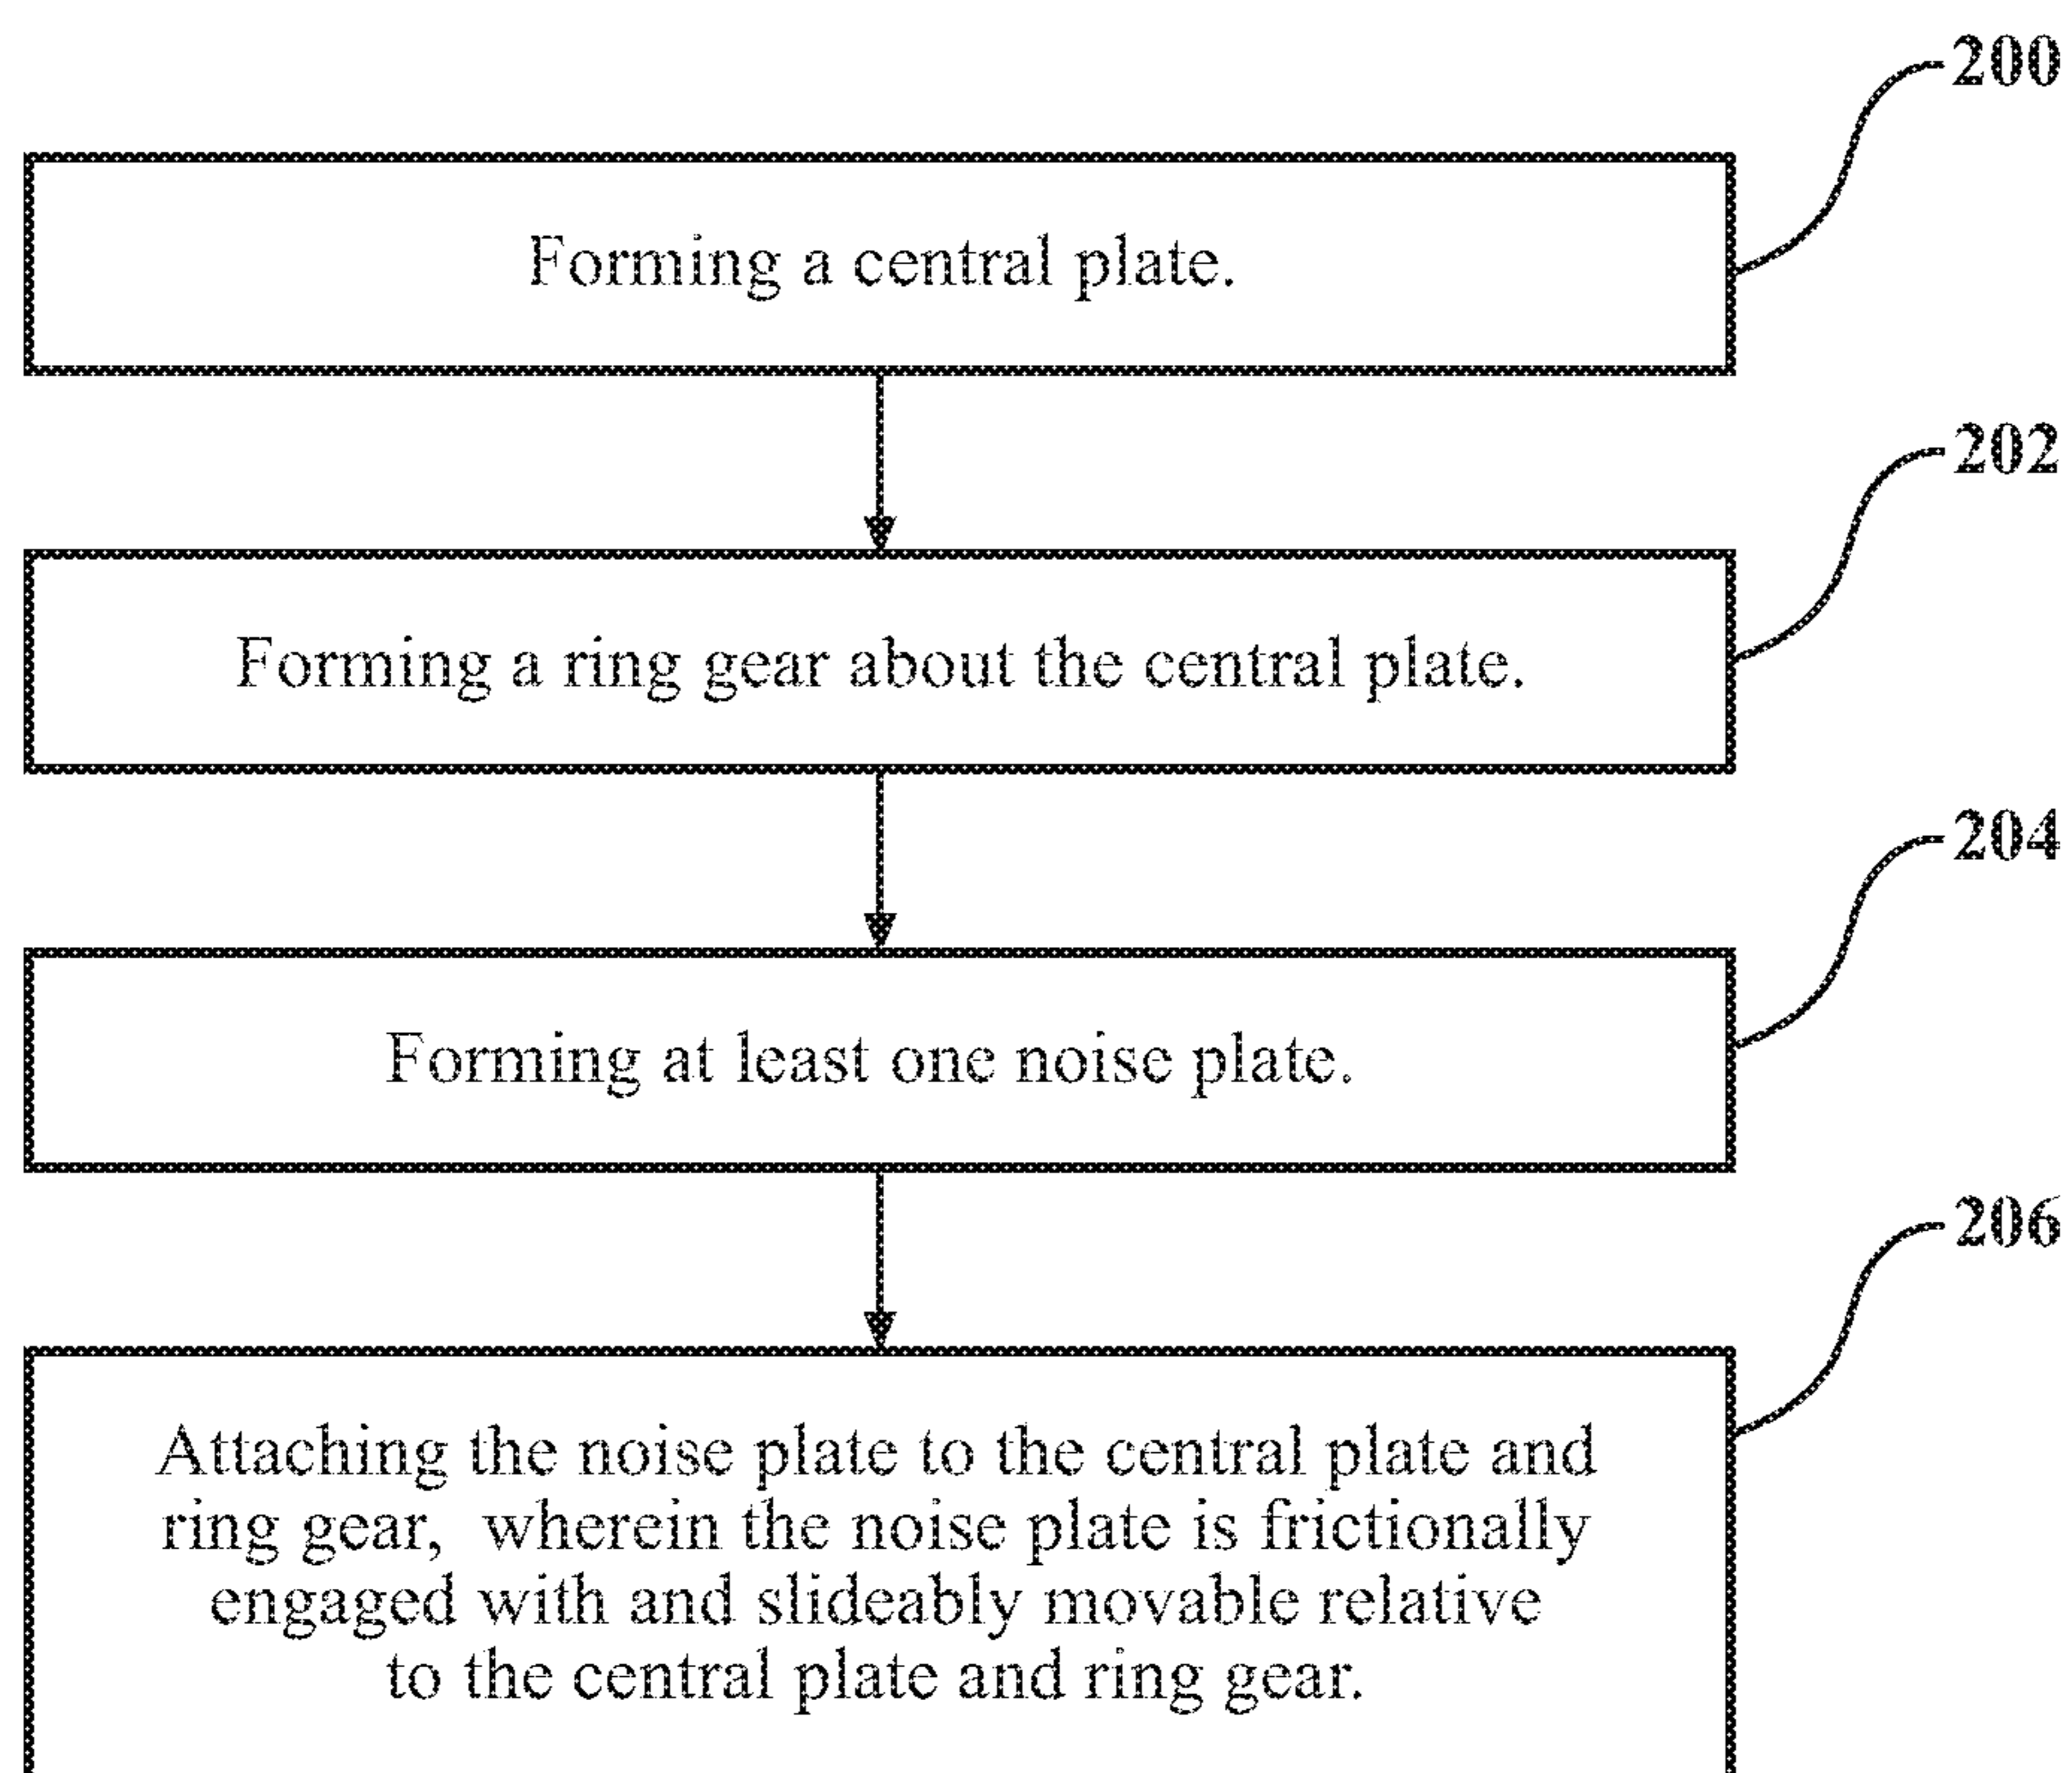 200
Forming a central plate.
202
Forming a ring gear about the central plate.
204
Forming at least one noise plate.
206
Attaching the noise plate to the central plate and
ring gear, wherein the noise plate is frictionally
engaged with and slideably movable relative
to the central plate and ring gear.